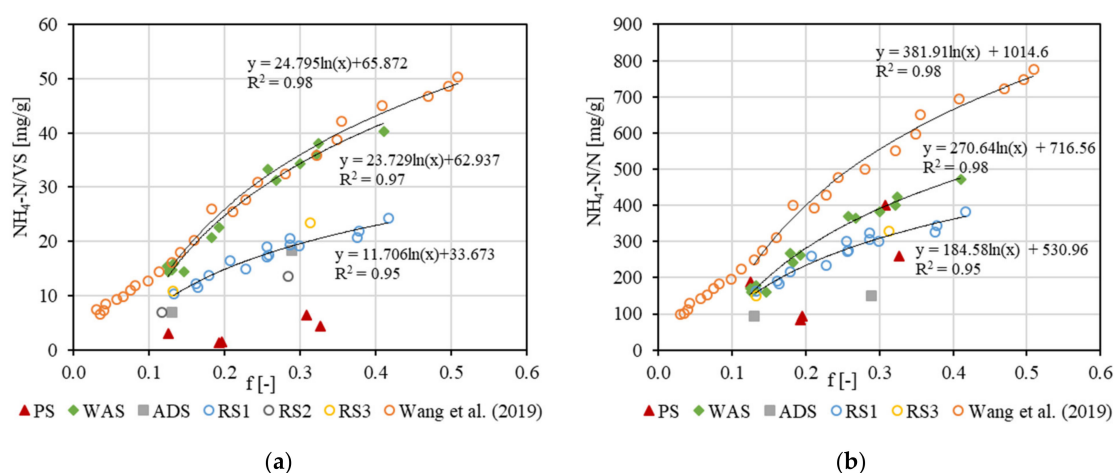 60
50
40
30
20
10
0
NH₄-N/VS [mg/g]
y = 24.795ln(x)+65.872
R² = 0.98
y = 23.729ln(x)+62.937
R² = 0.97
y = 11.706ln(x)+33.673
R² = 0.95
0.0 0.1 0.2 0.3 0.4 0.5 0.6
f [-]
PS WAS ADS RS1 RS2 RS3 Wang et al. (2019)
(a)
900
800
700
600
500
400
300
200
100
0
NH₄-N/N [mg/g]
y = 381.91ln(x) + 1014.6
R² = 0.98
y = 270.64ln(x) + 716.56
R² = 0.98
y = 184.58ln(x) + 530.96
R² = 0.95
0.0 0.1 0.2 0.3 0.4 0.5 0.6
f [-]
PS WAS ADS RS1 RS3 Wang et al. (2019)
(b)